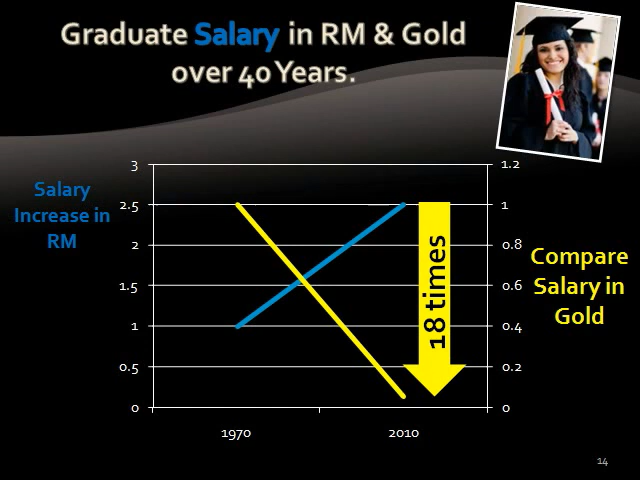 Graduate Salary in RM & Gold
over 40 Years.
Salary
Increase in
RM
3
2.5
2
1.5
1
0.5
0
1.2
1
0.8
0.6
0.4
0.2
0
18 times
Compare
Salary in
Gold
1970
2010
14